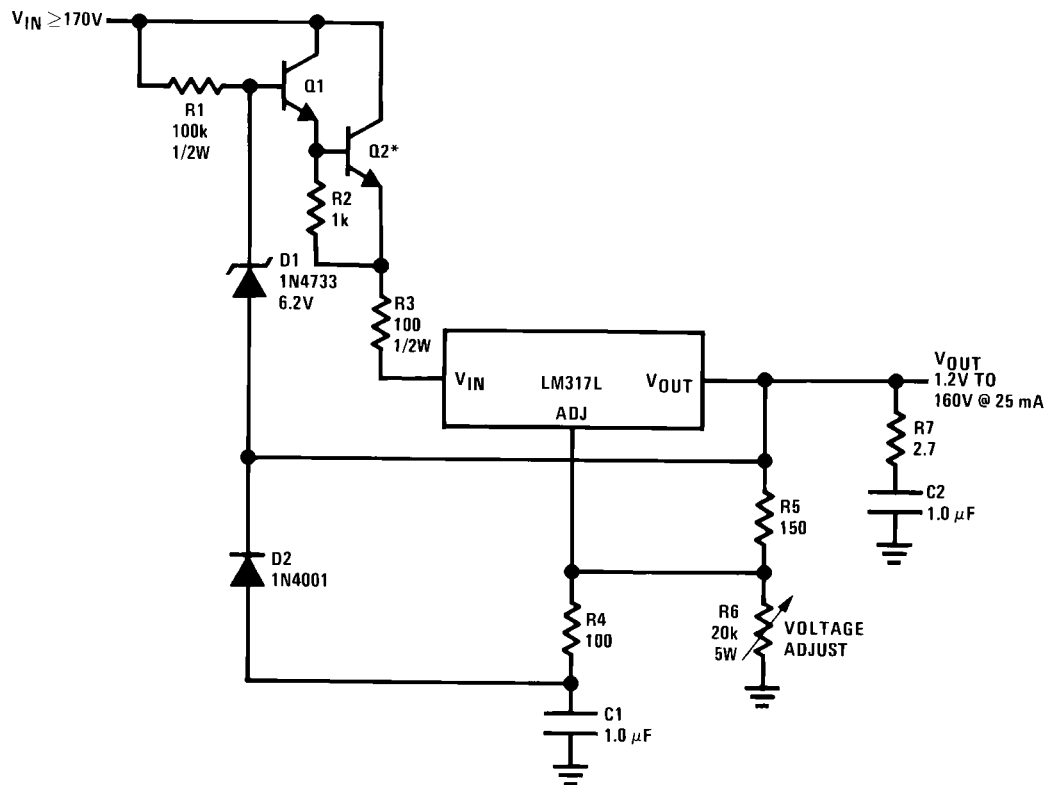 V_IN ≥170V
Q1
R1
100k
1/2W
Q2*
R2
1k
D1
1N4733
6.2V
R3
100
1/2W
V_IN
LM317L
V_OUT
ADJ
V_OUT
1.2V TO
160V @ 25 mA
R7
2.7
C2
1.0 μF
R5
150
D2
1N4001
R4
100
R6
20k
5W
VOLTAGE
ADJUST
C1
1.0 μF